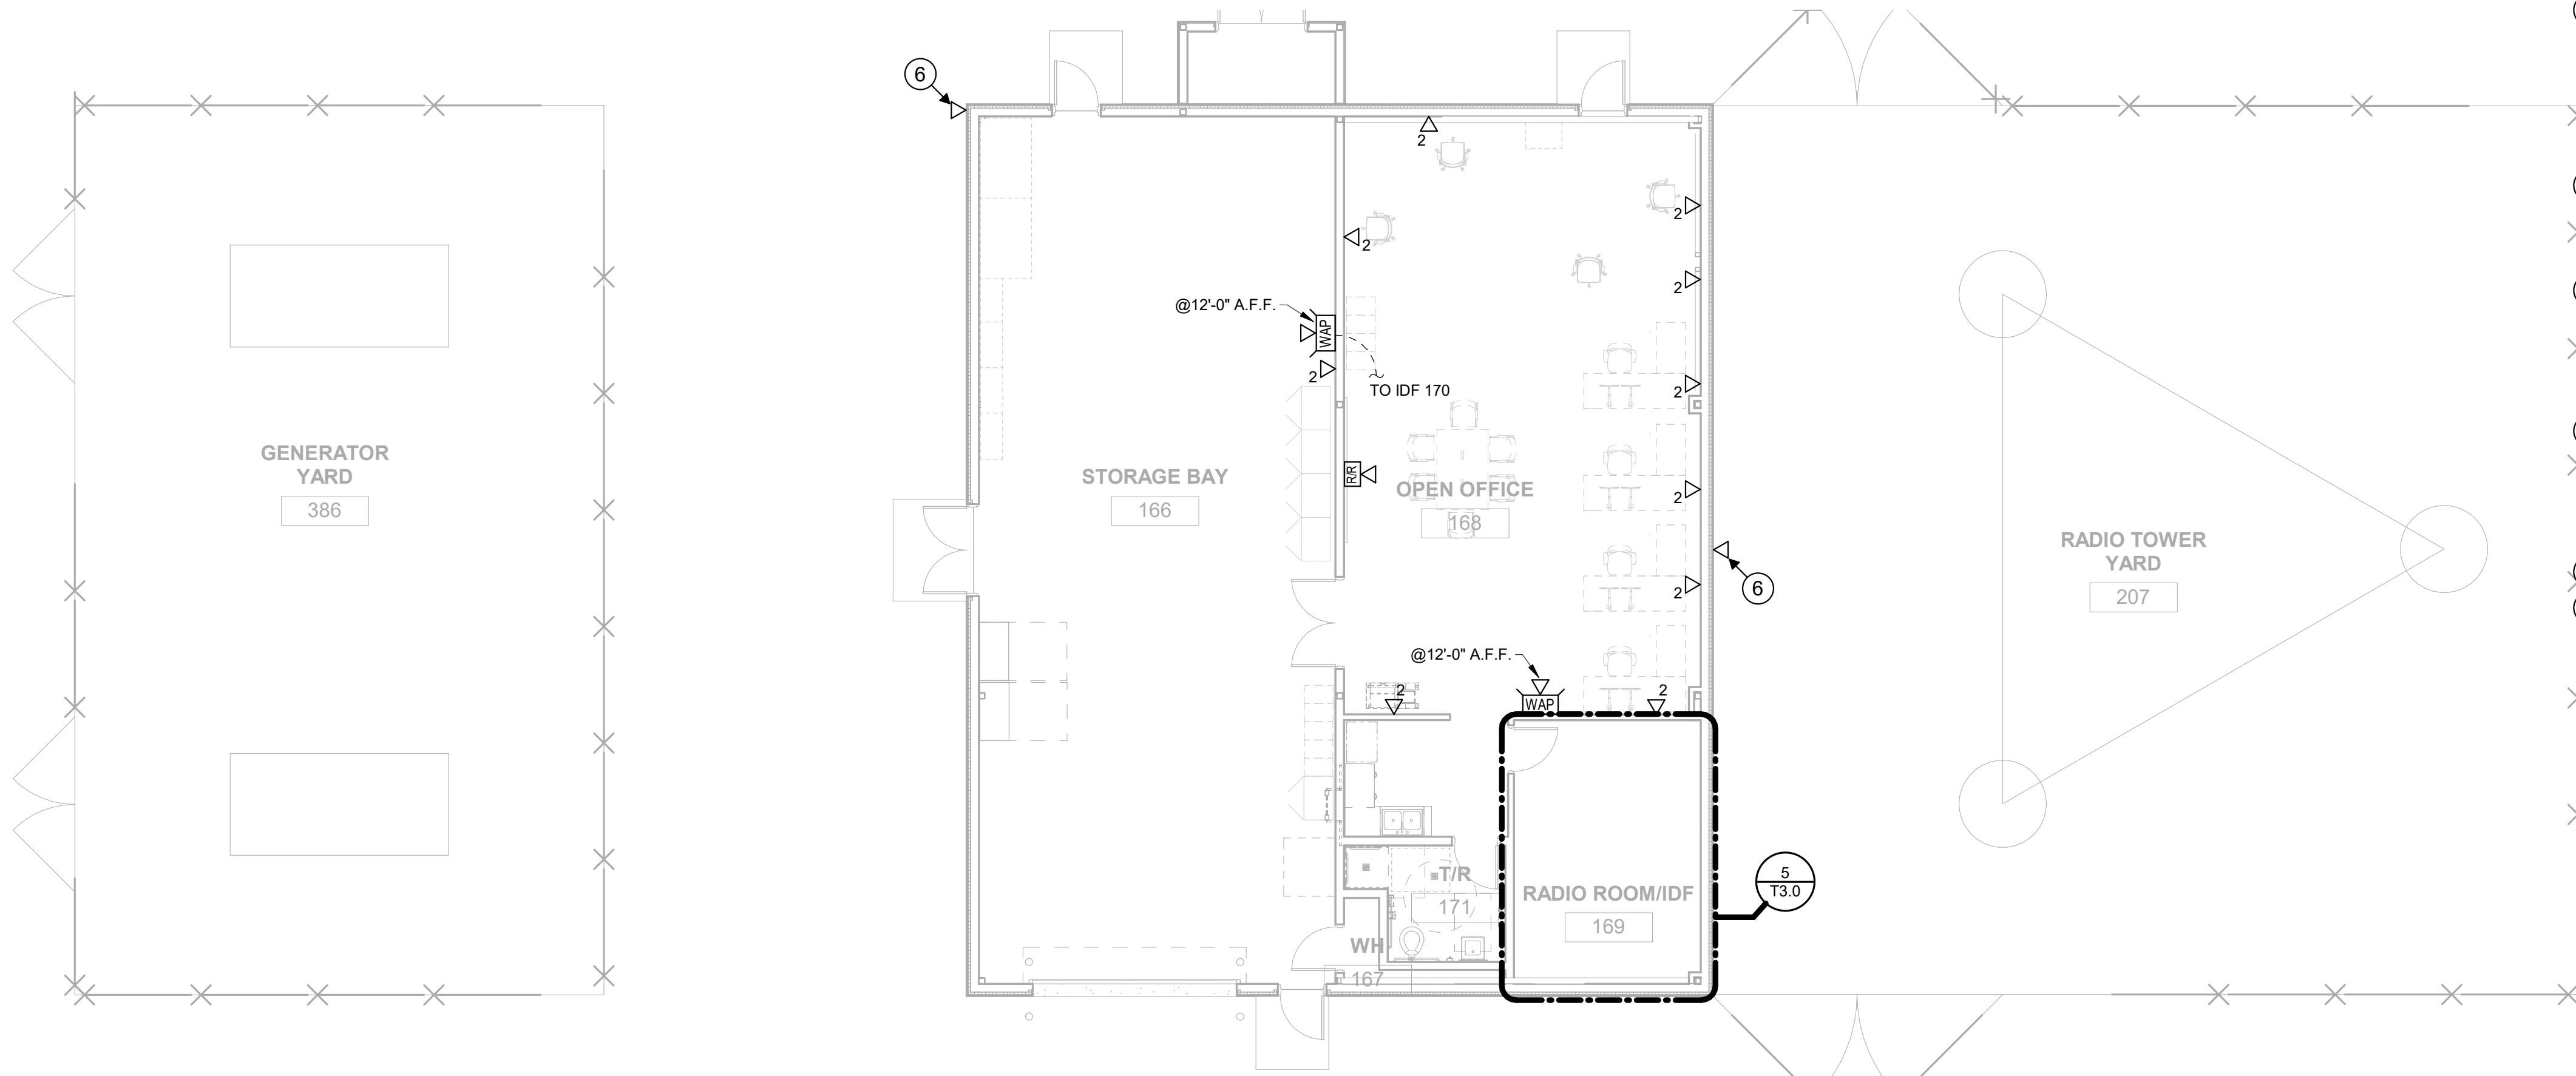 6
2
2
2
2
@12'-0" A.F.F.
WAP
2
TO IDF 170
2
GENERATOR
YARD
386
STORAGE BAY
166
R/R
OPEN OFFICE
168
2
RADIO TOWER
YARD
207
2
6
@12'-0" A.F.F.
WAP
2
2
T/R
171
RADIO ROOM/IDF
169
5
T3.0
WH
167